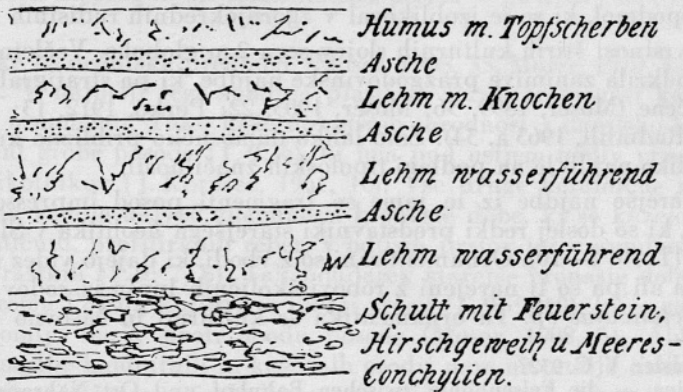 Humus m. Topfscherben
Asche
Lehm m. Knochen
Asche
Lehm wasserführend
Asche
Lehm wasserführend
Schutt mit Feuerstein,
Hirschgeweih u. Meeres-
Conchylien.